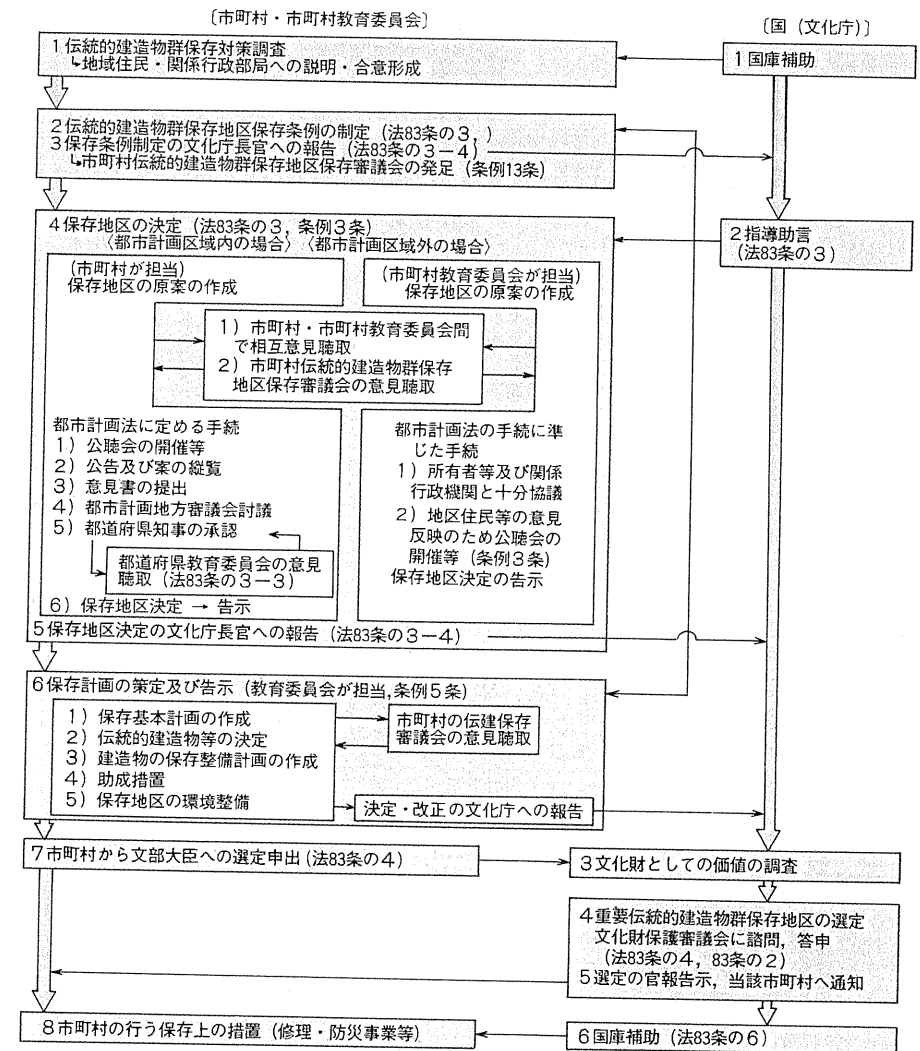 〔市町村・市町村教育委員会〕
〔国（文化庁）〕
1伝統的建造物群保存対策調査
↳地域住民・関係行政部局への説明・合意形成
1国庫補助
2伝統的建造物群保存地区保存条例の制定（法83条の3，）
3保存条例制定の文化庁長官への報告（法83条の3－4）
↳市町村伝統的建造物群保存地区保存審議会の発足（条例13条）
4保存地区の決定（法83条の3，条例3条）
〈都市計画区域内の場合〉〈都市計画区域外の場合〉
2指導助言
（法83条の3）
（市町村が担当）
保存地区の原案の作成
（市町村教育委員会が担当）
保存地区の原案の作成
1）市町村・市町村教育委員会間
で相互意見聴取
2）市町村伝統的建造物群保存
地区保存審議会の意見聴取
都市計画法に定める手続
1）公聴会の開催等
2）公告及び案の縦覧
3）意見書の提出
4）都市計画地方審議会討議
5）都道府県知事の承認
都道府県教育委員会の意見
聴取（法83条の3－3）
6）保存地区決定 → 告示
都市計画法の手続に準
じた手続
1）所有者等及び関係
行政機関と十分協議
2）地区住民等の意見
反映のため公聴会の
開催等（条例3条）
保存地区決定の告示
5保存地区決定の文化庁長官への報告（法83条の3－4）
6保存計画の策定及び告示（教育委員会が担当,条例5条）
1）保存基本計画の作成
2）伝統的建造物等の決定
3）建造物の保存整備計画の作成
4）助成措置
5）保存地区の環境整備
市町村の伝建保存
審議会の意見聴取
決定・改正の文化庁への報告
7市町村から文部大臣への選定申出（法83条の4）
3文化財としての価値の調査
4重要伝統的建造物群保存地区の選定
文化財保護審議会に諮問，答申
（法83条の4，83条の2）
5選定の官報告示，当該市町村へ通知
8市町村の行う保存上の措置（修理・防災事業等）
6国庫補助（法83条の6）